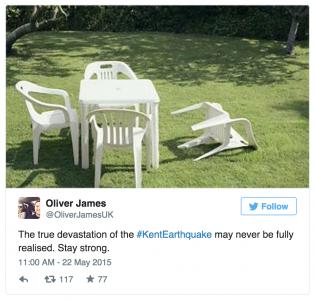 Oliver James
@OliverJamesUK
Follow
The true devastation of the #KentEarthquake may never be fully
realised. Stay strong.
11:00 AM - 22 May 2015
117 77